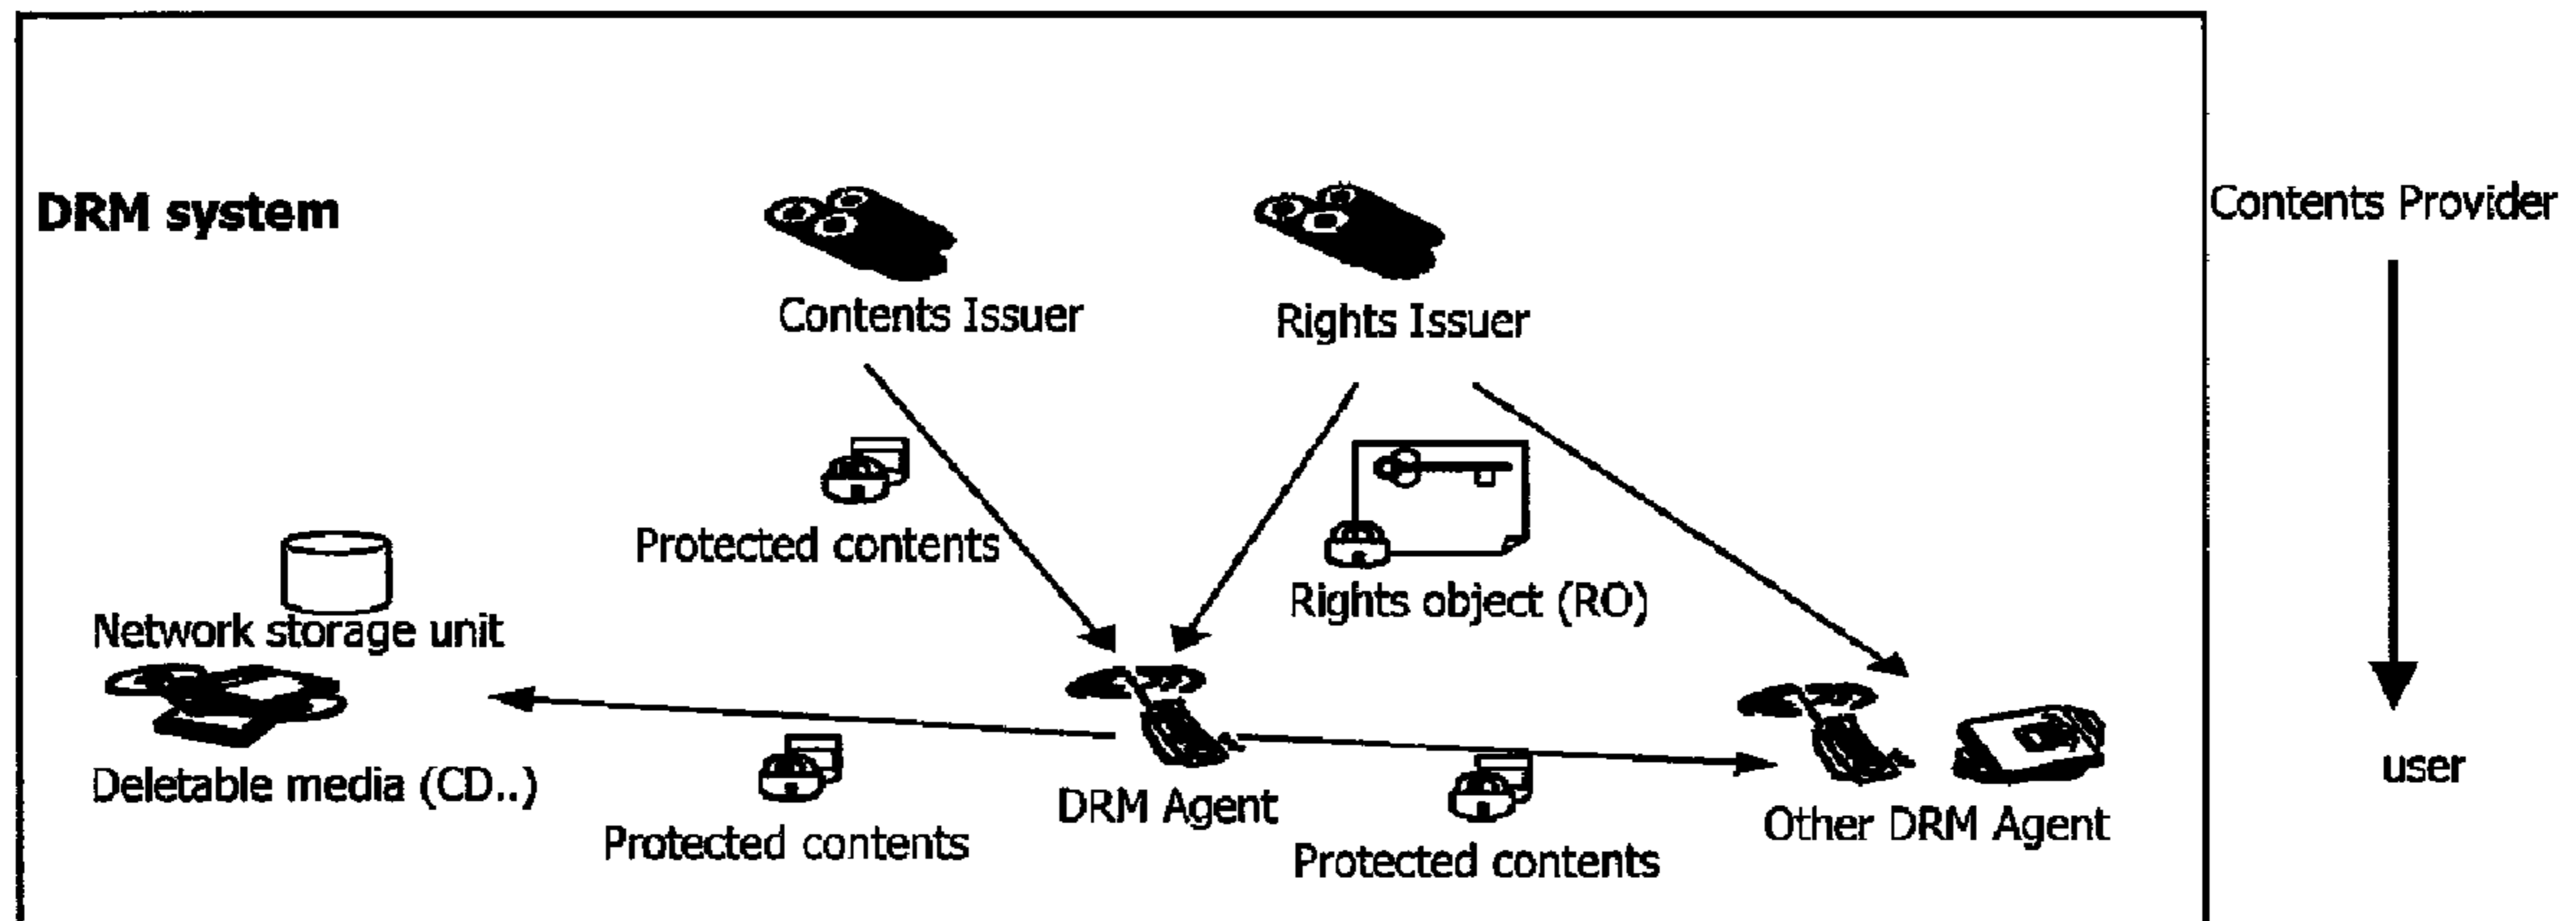 DRM system
Contents Provider
Contents Issuer
Rights Issuer
Protected contents
Rights object (RO)
Network storage unit
Deletable media (CD..)
DRM Agent
user
Other DRM Agent
Protected contents
Protected contents